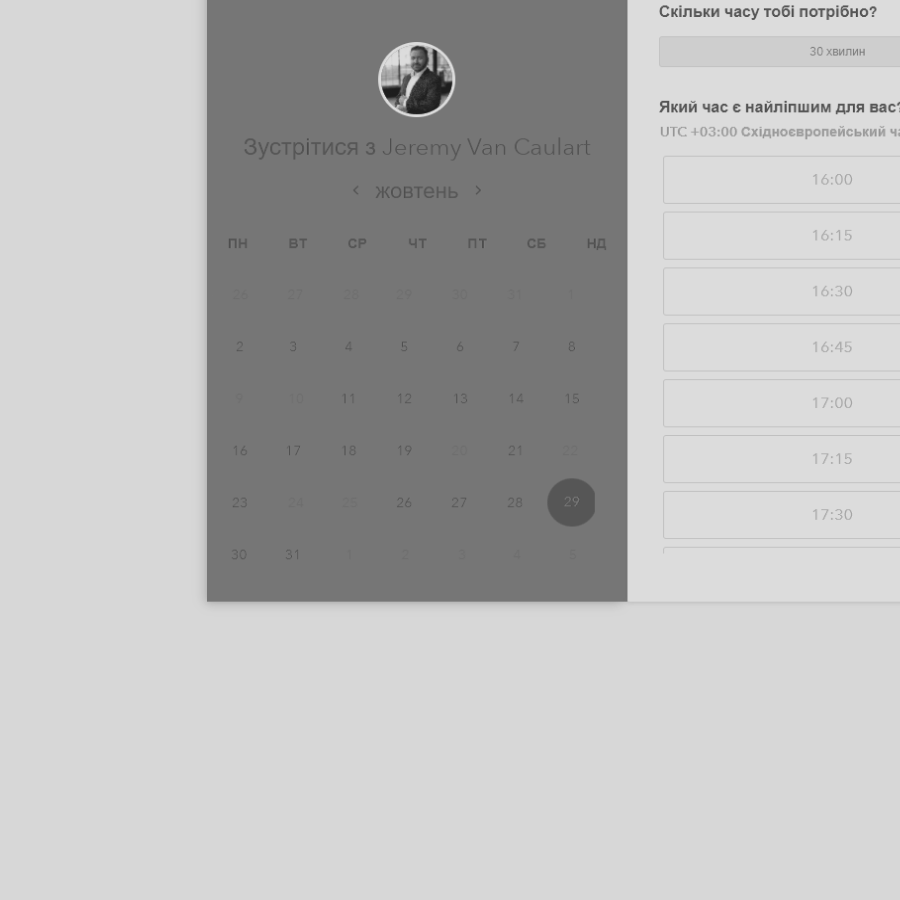 Зустрітися з Jeremy Van Caulart
жовтень
ПН ВТ СР ЧТ ПТ СБ НД
26 27 28 29 30 31 1
2 3 4 5 6 7 8
9 10 11 12 13 14 15
16 17 18 19 20 21 22
23 24 25 26 27 28 29
30 31 1 2 3 4 5
Скільки часу тобі потрібно?
30 хвилин
Який час є найліпшим для вас?
UTC +03:00 Східноєвропейський
16:00
16:15
16:30
16:45
17:00
17:15
17:30